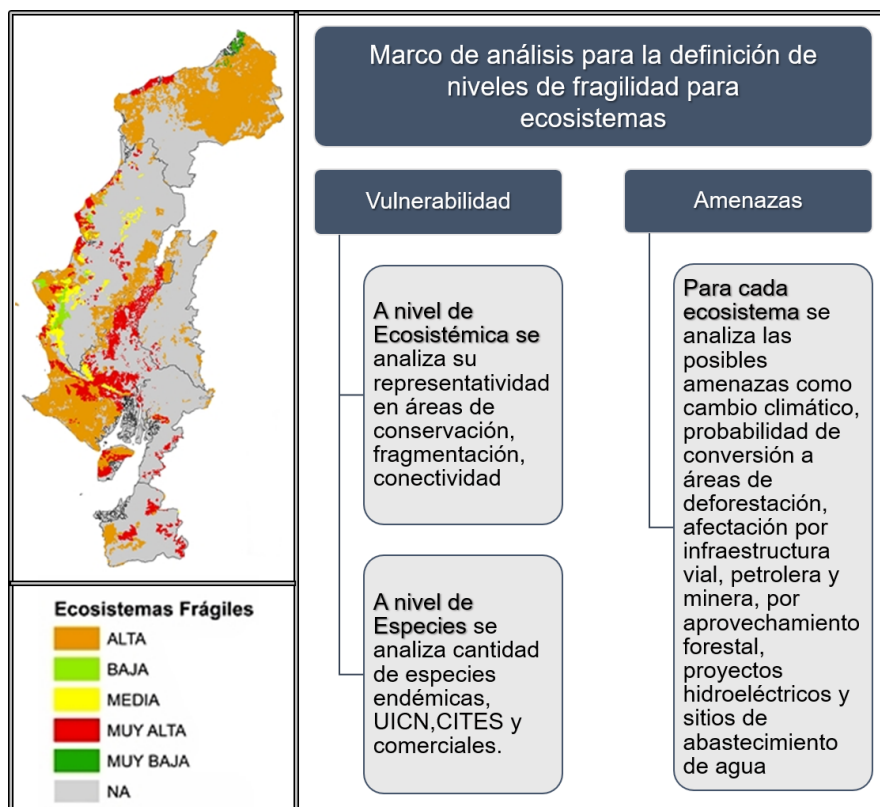 Marco de análisis para la definición de
niveles de fragilidad para
ecosistemas
Vulnerabilidad
A nivel de
Ecosistémica se
analiza su
representatividad
en áreas de
conservación,
fragmentación,
conectividad
A nivel de
Especies se
analiza cantidad
de especies
endémicas,
UICN,CITES y
comerciales.
Amenazas
Para cada
ecosistema se
analiza las
posibles
amenazas como
cambio climático,
probabilidad de
conversión a
áreas de
deforestación,
afectación por
infraestructura
vial, petrolera y
minera, por
aprovechamiento
forestal,
proyectos
hidroeléctricos y
sitios de
abastecimiento
de agua
Ecosistemas Frágiles
ALTA
BAJA
MEDIA
MUY ALTA
MUY BAJA
NA